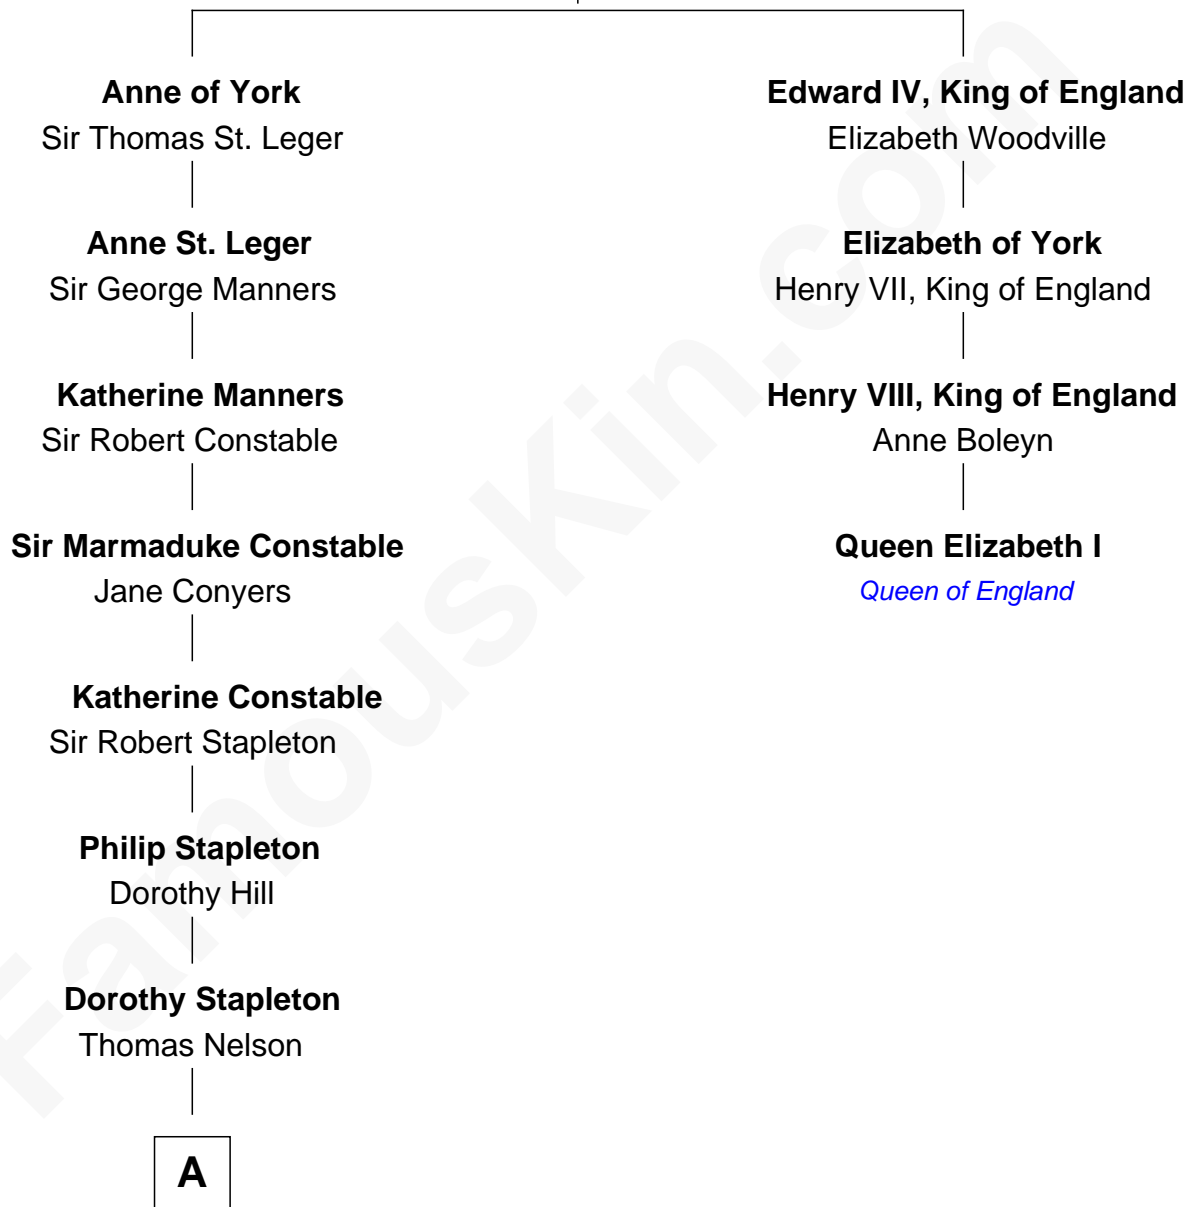 Anne of York
Sir Thomas St. Leger
Anne St. Leger
Sir George Manners
Katherine Manners
Sir Robert Constable
Sir Marmaduke Constable
Jane Conyers
Katherine Constable
Sir Robert Stapleton
Philip Stapleton
Dorothy Hill
Dorothy Stapleton
Thomas Nelson
A
Edward IV, King of England
Elizabeth Woodville
Elizabeth of York
Henry VII, King of England
Henry VIII, King of England
Anne Boleyn
Queen Elizabeth I
Queen of England
FamousKin.com